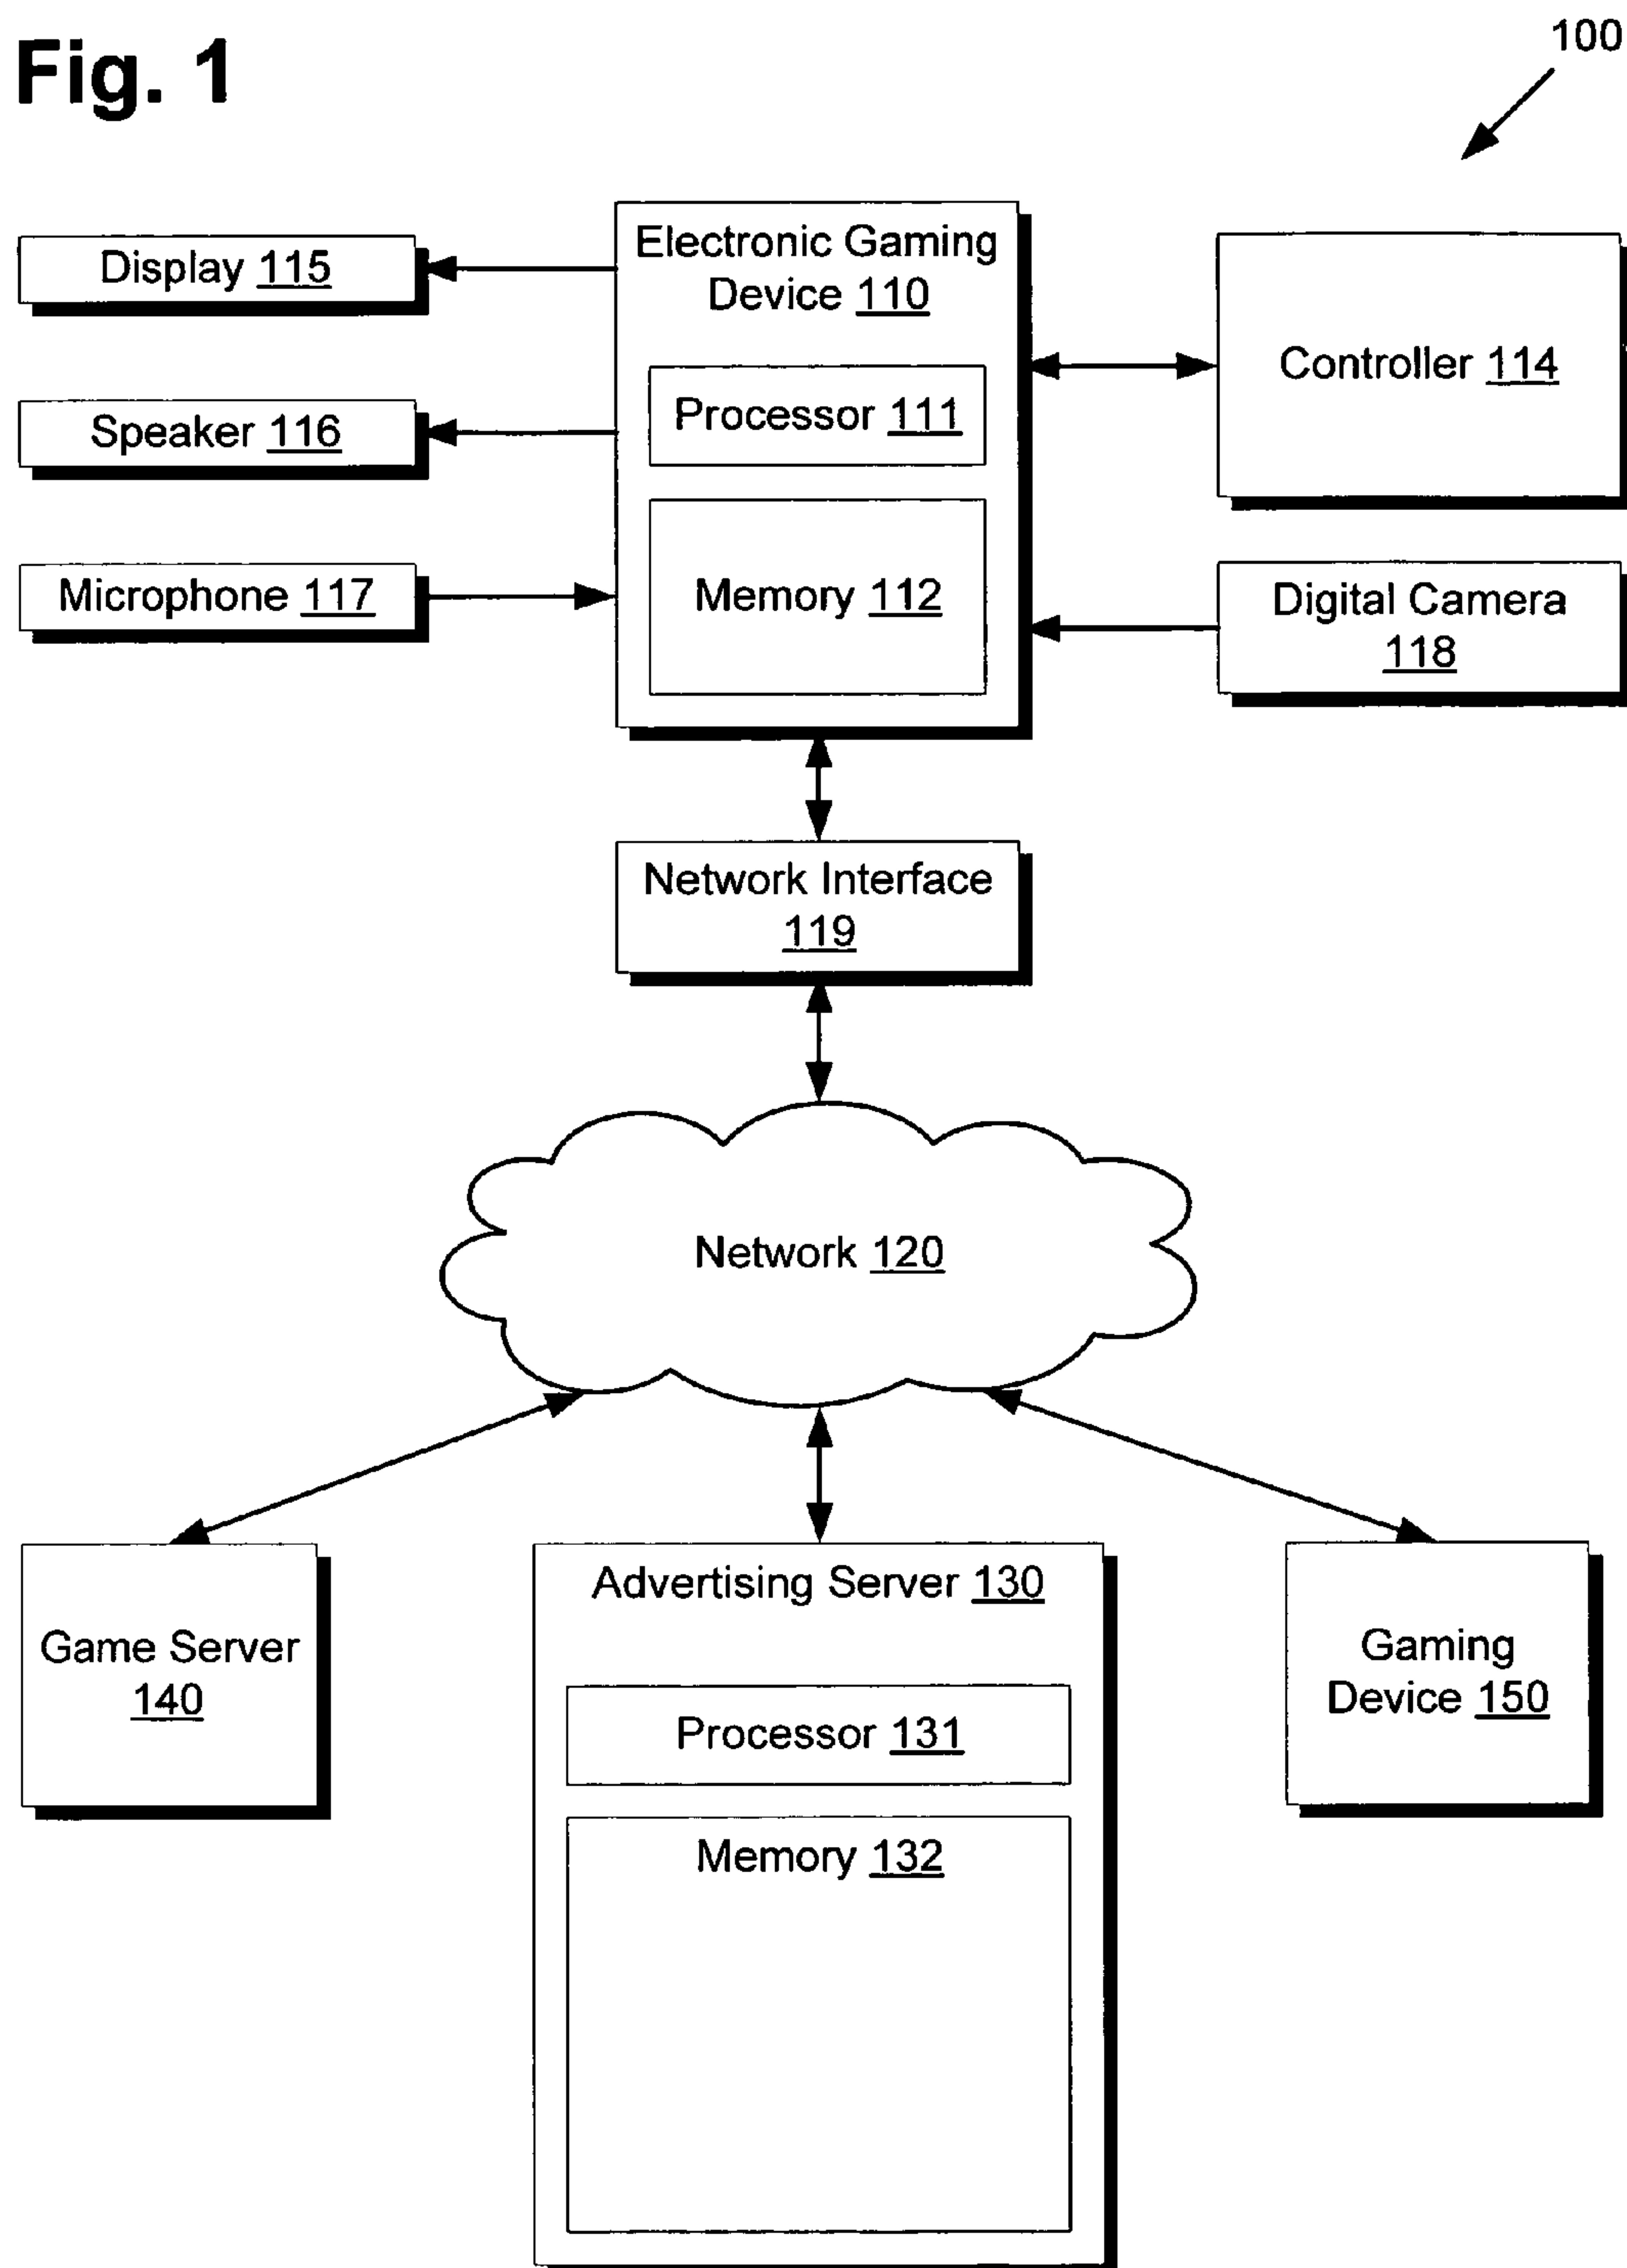 Fig. 1
100
Display 115
Electronic Gaming
Device 110
Controller 114
Processor 111
Speaker 116
Memory 112
Microphone 117
Digital Camera
118
Network Interface
119
Network 120
Game Server
140
Advertising Server 130
Processor 131
Memory 132
Gaming
Device 150